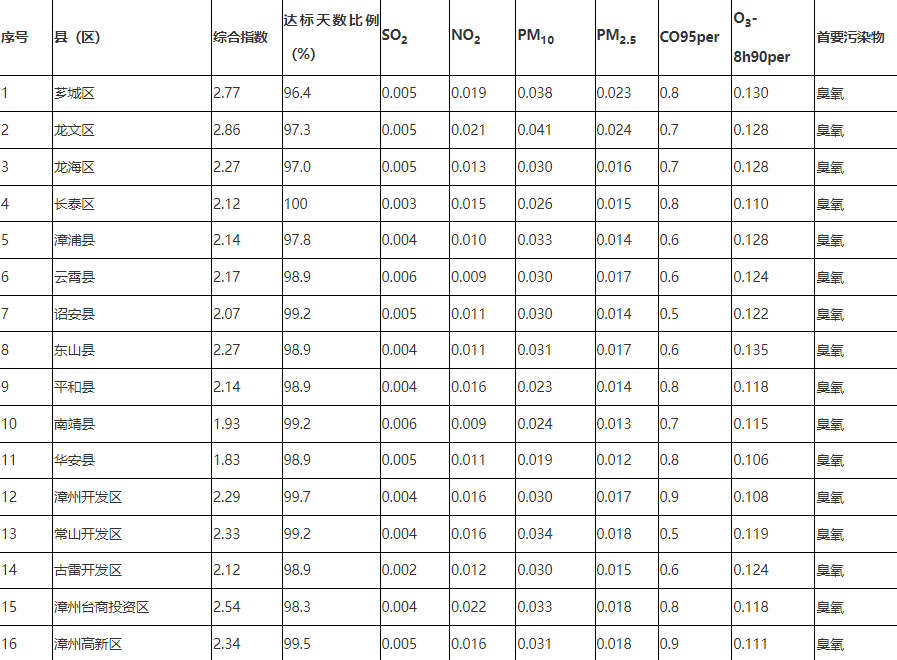 序号 县（区） 综合指数 达标天数比例（%） SO2 NO2 PM10 PM2.5 CO95per O3-8h90per 首要污染物
1 芗城区 2.77 96.4 0.005 0.019 0.038 0.023 0.8 0.130 臭氧
2 龙文区 2.86 97.3 0.005 0.021 0.041 0.024 0.7 0.128 臭氧
3 龙海区 2.27 97.0 0.005 0.013 0.030 0.016 0.7 0.128 臭氧
4 长泰区 2.12 100 0.003 0.015 0.026 0.015 0.8 0.110 臭氧
5 漳浦县 2.14 97.8 0.004 0.010 0.033 0.014 0.6 0.128 臭氧
6 云霄县 2.17 98.9 0.006 0.009 0.030 0.017 0.6 0.124 臭氧
7 诏安县 2.07 99.2 0.005 0.011 0.030 0.014 0.5 0.122 臭氧
8 东山县 2.27 98.9 0.004 0.011 0.031 0.017 0.6 0.135 臭氧
9 平和县 2.14 98.9 0.004 0.016 0.023 0.014 0.8 0.118 臭氧
10 南靖县 1.93 99.2 0.006 0.009 0.024 0.013 0.7 0.115 臭氧
11 华安县 1.83 98.9 0.005 0.011 0.019 0.012 0.8 0.106 臭氧
12 漳州开发区 2.29 99.7 0.004 0.016 0.030 0.017 0.9 0.108 臭氧
13 常山开发区 2.33 99.2 0.004 0.016 0.034 0.018 0.5 0.119 臭氧
14 古雷开发区 2.12 98.9 0.002 0.012 0.030 0.015 0.6 0.124 臭氧
15 漳州台商投资区 2.54 98.3 0.004 0.022 0.033 0.018 0.8 0.118 臭氧
16 漳州高新区 2.34 99.5 0.005 0.016 0.031 0.018 0.9 0.111 臭氧